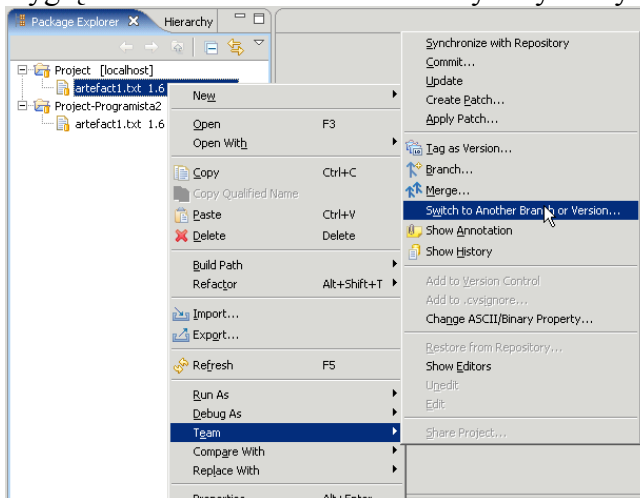 Package Explorer
Hierarchy
Project [localhost]
artefact1.txt 1.6
Project-Programista2
artefact1.txt 1.6
New
Open F3
Open With
Copy Ctrl+C
Copy Qualified Name
Paste Ctrl+V
Delete Delete
Build Path
Refactor Alt+Shift+T
Import...
Export...
Refresh F5
Run As
Debug As
Team
Compare With
Replace With
Properties Alt+Enter
Synchronize with Repository
Commit...
Update
Create Patch...
Apply Patch...
Tag as Version...
Branch...
Merge...
Switch to Another Branch or Version...
Show Annotation
Show History
Add to Version Control
Add to .cvsignore...
Change ASCII/Binary Property...
Restore from Repository...
Show Editors
Unedit
Edit
Share Project...